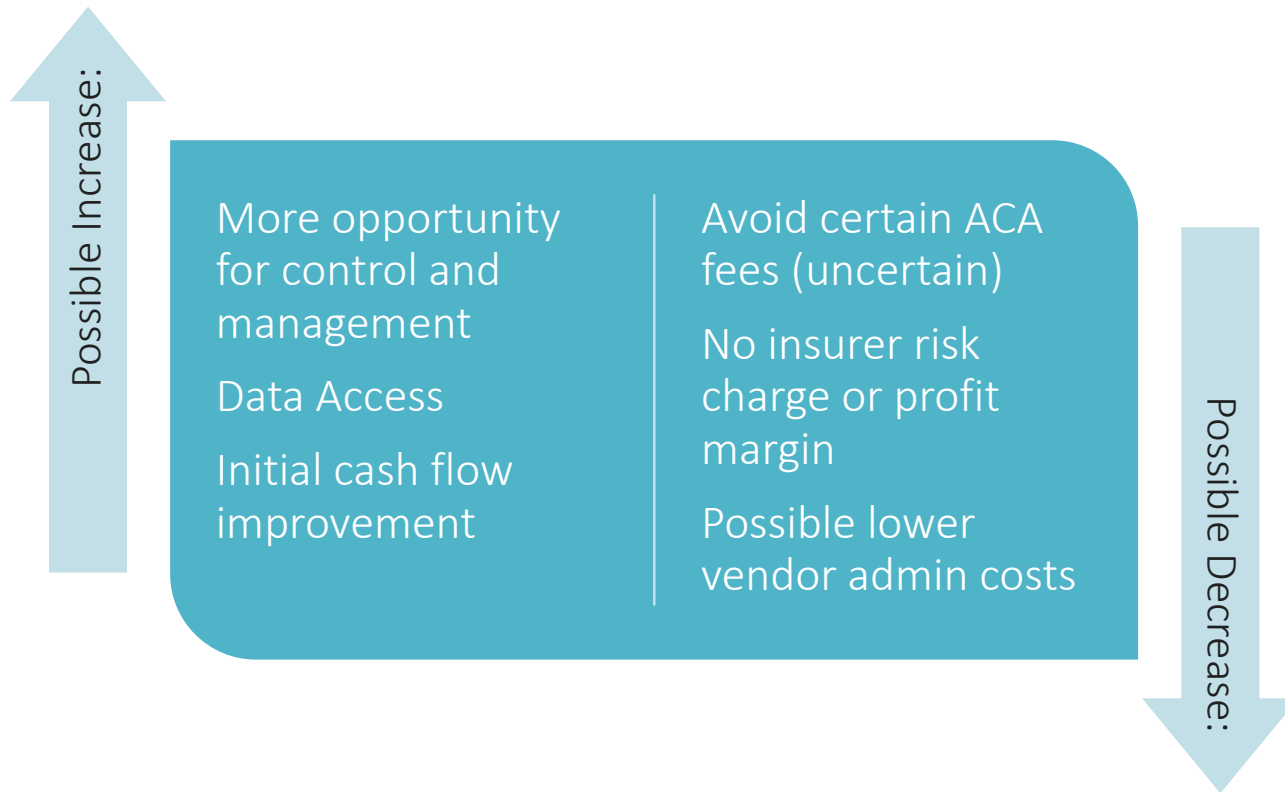 Possible Increase:
More opportunity
for control and
management
Data Access
Initial cash flow
improvement
Avoid certain ACA
fees (uncertain)
No insurer risk
charge or profit
margin
Possible lower
vendor admin costs
Possible Decrease: